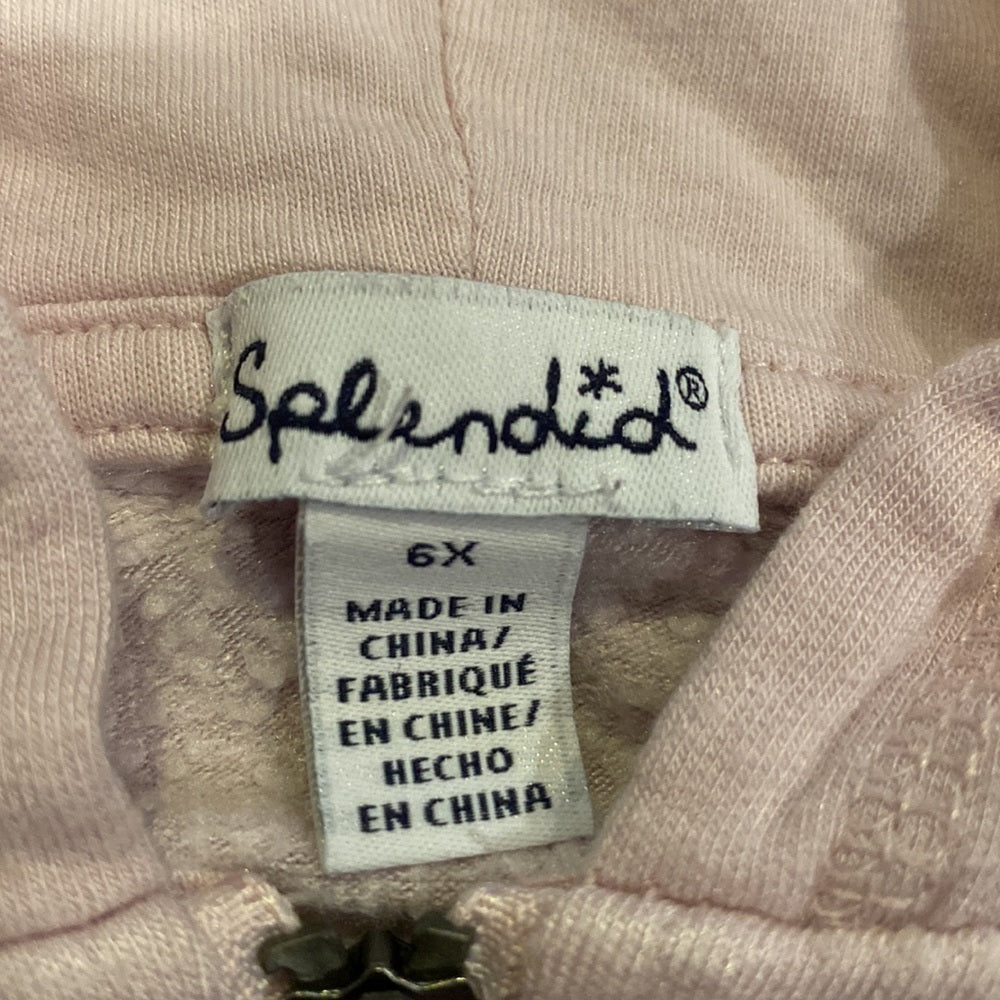 Splendid®
6X
MADE IN
CHINA/
FABRIQUÉ
EN CHINE/
HECHO
EN CHINA